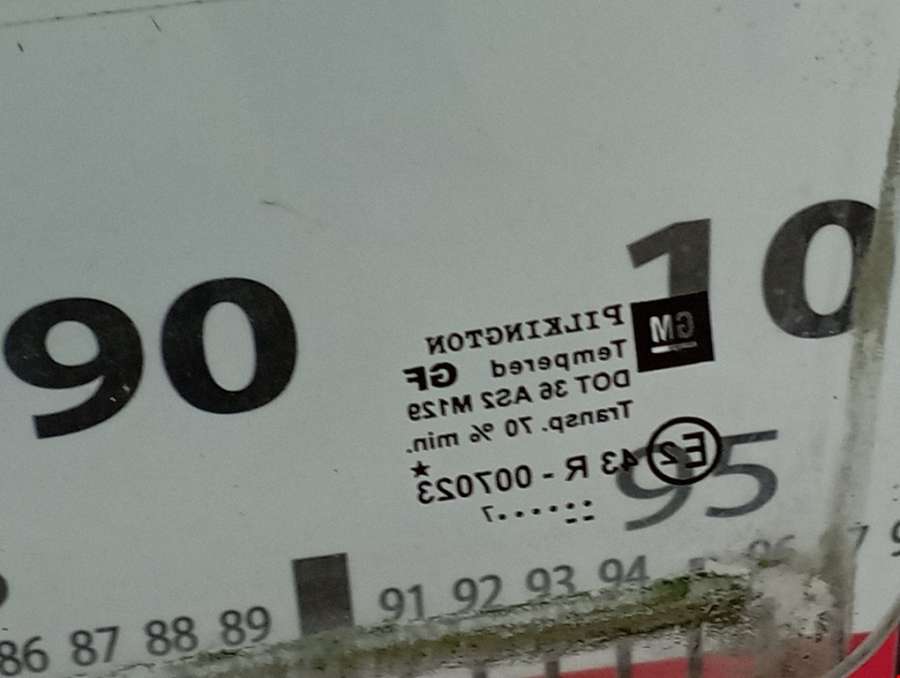 90
10
GM
PILKINGTON
Tempered GF
DOT 36 AS2 M129
Transp. 70 % min.
E2 43 R - 007023
95
86 87 88 89 91 92 93 94 96